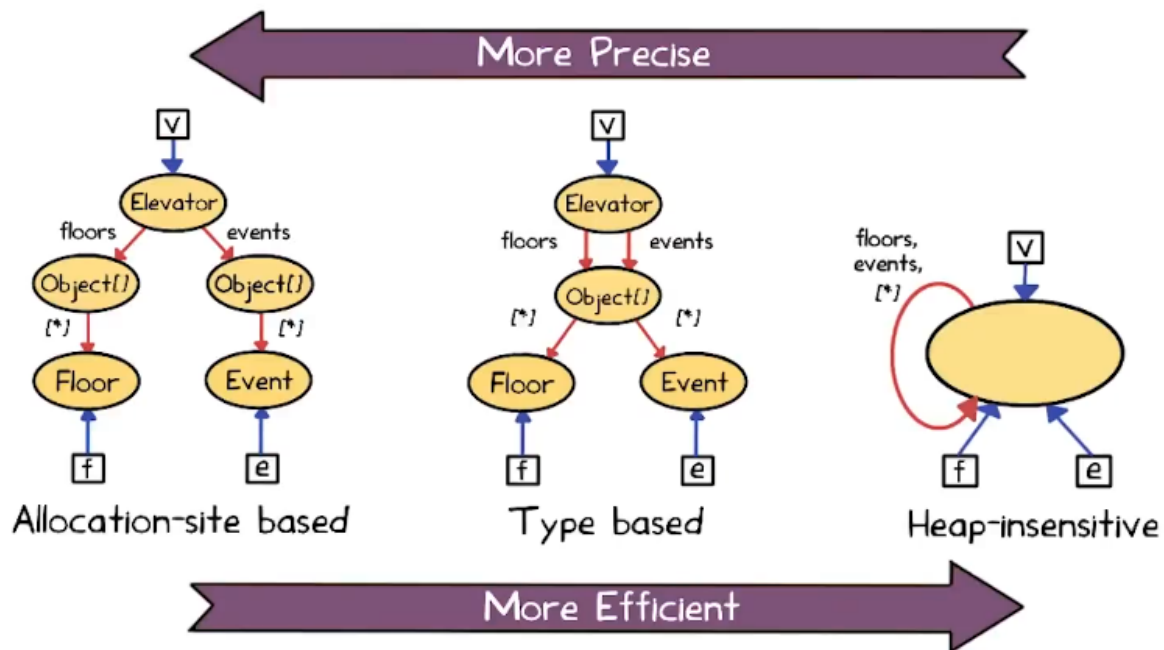 More Precise
v
Elevator
floors
events
Object[]
Object[]
[*]
[*]
Floor
Event
f
e
Allocation-site based
v
Elevator
floors
events
Object[]
[*]
[*]
Floor
Event
f
e
Type based
floors,
events,
[*]
v
f
e
Heap-insensitive
More Efficient